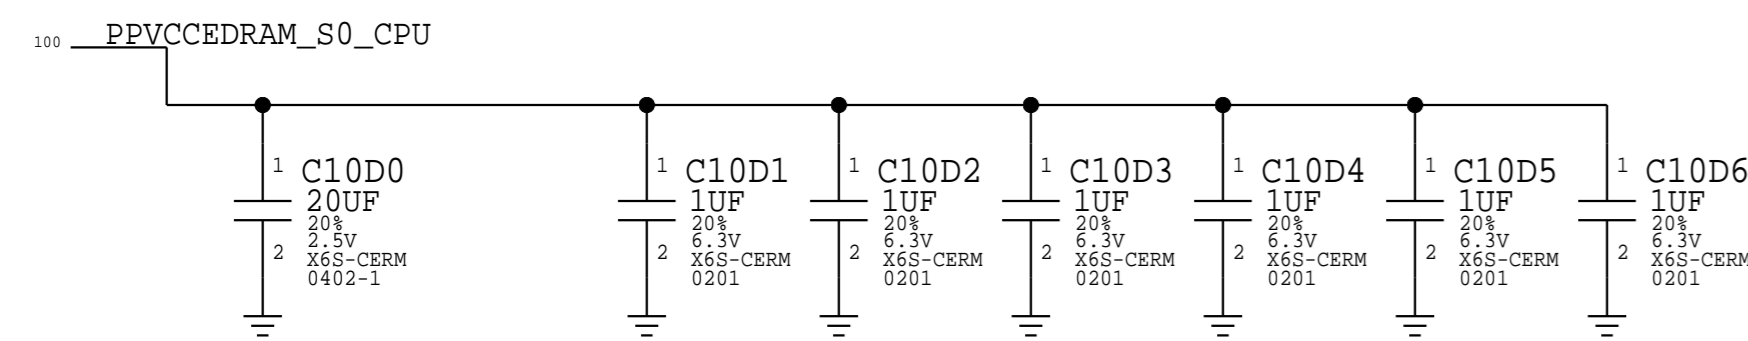 100 PPVCCEDRAM_S0_CPU
1 C10D0
20UF
20%
2.5V
2 X6S-CERM
0402-1
1 C10D1
1UF
20%
6.3V
2 X6S-CERM
0201
1 C10D2
1UF
20%
6.3V
2 X6S-CERM
0201
1 C10D3
1UF
20%
6.3V
2 X6S-CERM
0201
1 C10D4
1UF
20%
6.3V
2 X6S-CERM
0201
1 C10D5
1UF
20%
6.3V
2 X6S-CERM
0201
1 C10D6
1UF
20%
6.3V
2 X6S-CERM
0201